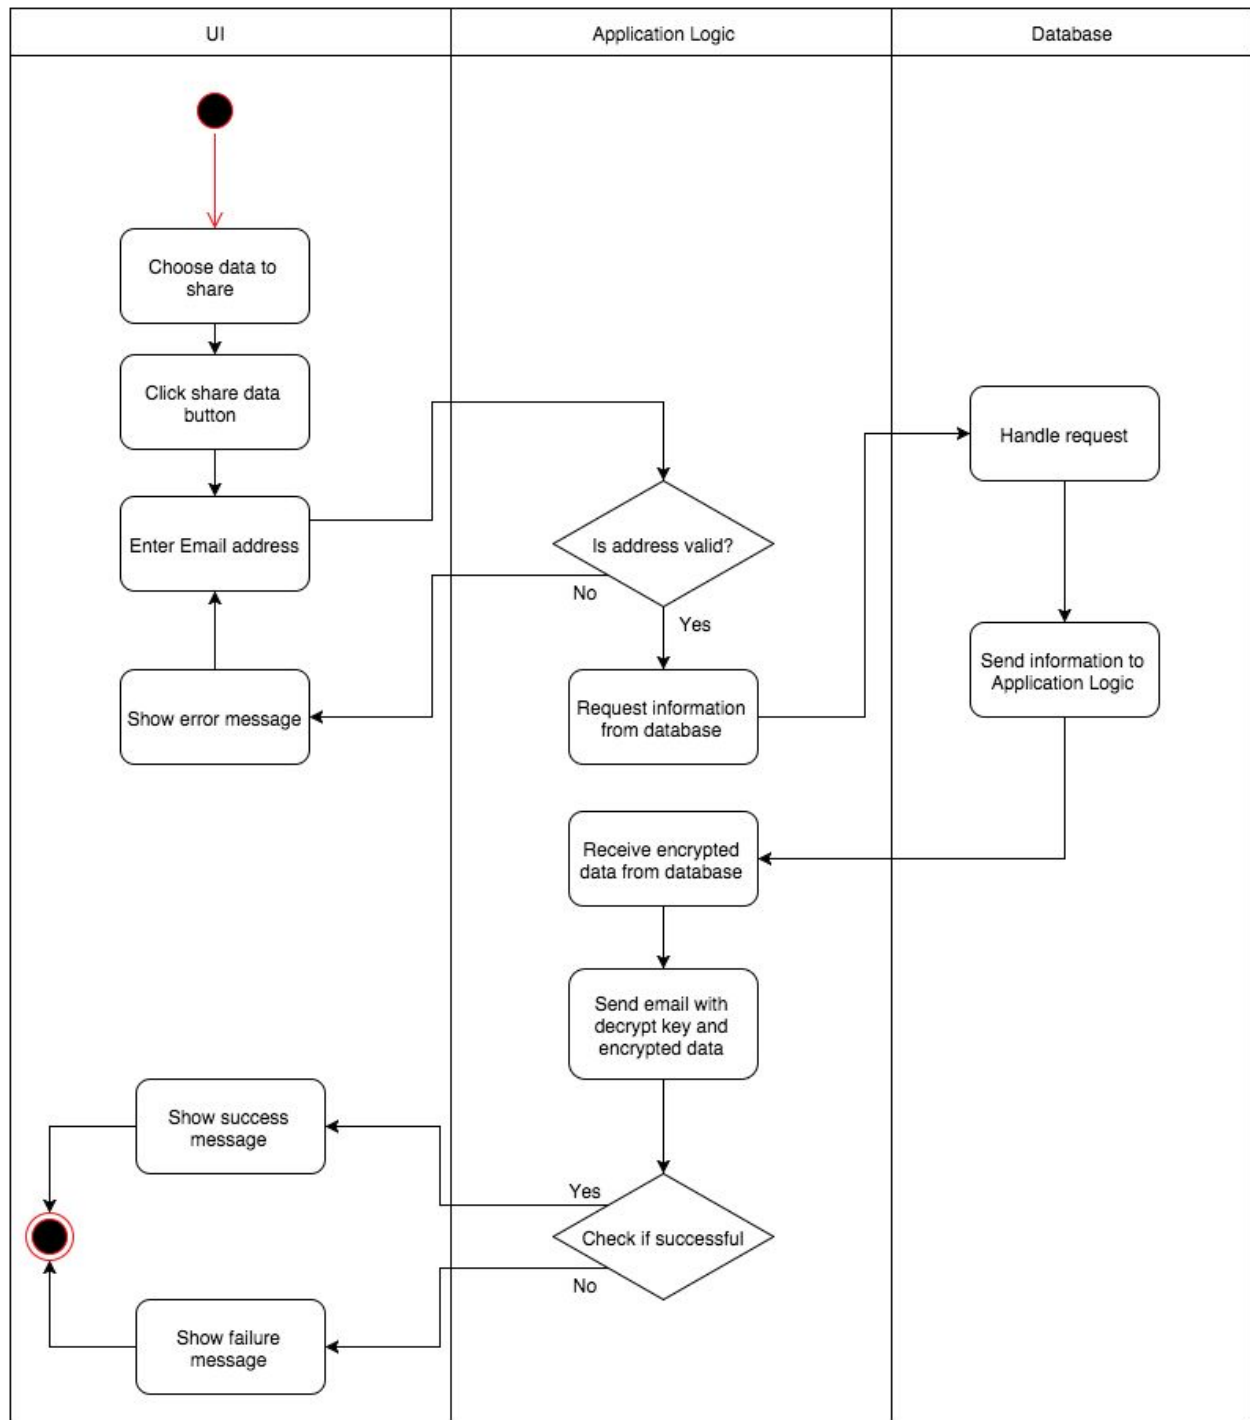 UI
Application Logic
Database
Choose data to
share
Click share data
button
Enter Email address
Show error message
Is address valid?
No
Yes
Request information
from database
Handle request
Send information to
Application Logic
Receive encrypted
data from database
Send email with
decrypt key and
encrypted data
Check if successful
Yes
No
Show success
message
Show failure
message